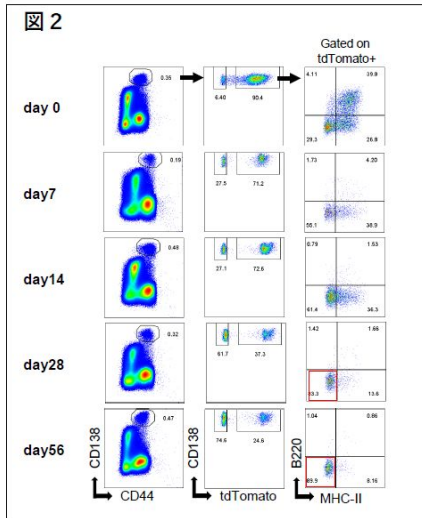 図 2
Gated on
tdTomato+
day 0
0.35
6.40
90.4
4.11
39.8
29.3
26.8
day7
0.19
27.5
71.2
1.73
4.20
55.1
38.9
day14
0.48
27.1
72.6
0.79
1.53
61.4
36.3
day28
0.32
61.7
37.3
1.42
1.66
83.3
13.6
day56
0.47
74.6
24.6
1.04
0.86
89.9
8.16
CD138
CD44
CD138
tdTomato
B220
MHC-II